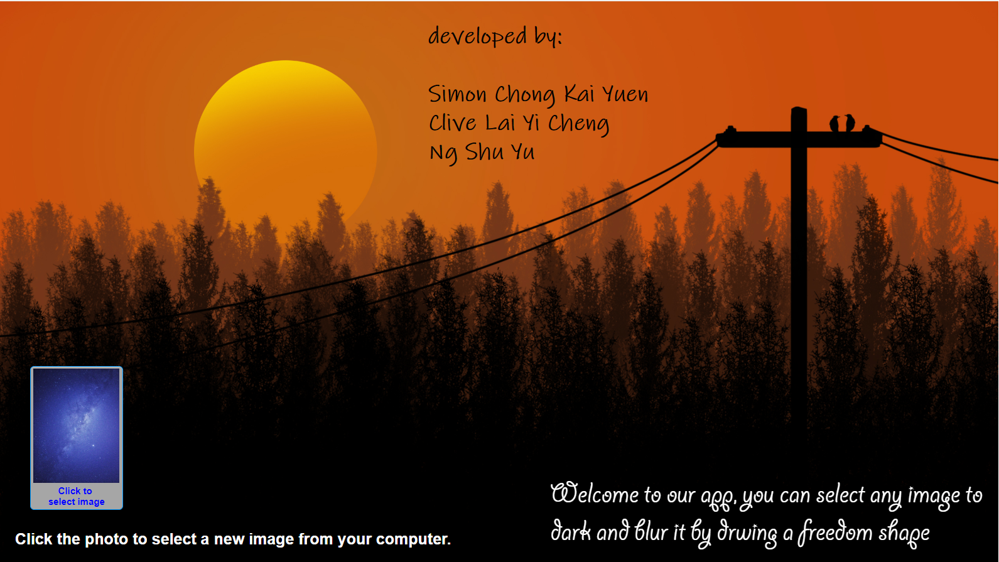 developed by:
Simon Chong Kai Yuen
Clive Lai Yi Cheng
Ng Shu Yu
Click to
select image
Click the photo to select a new image from your computer.
Welcome to our app, you can select any image to
dark and blur it by drwing a freedom shape